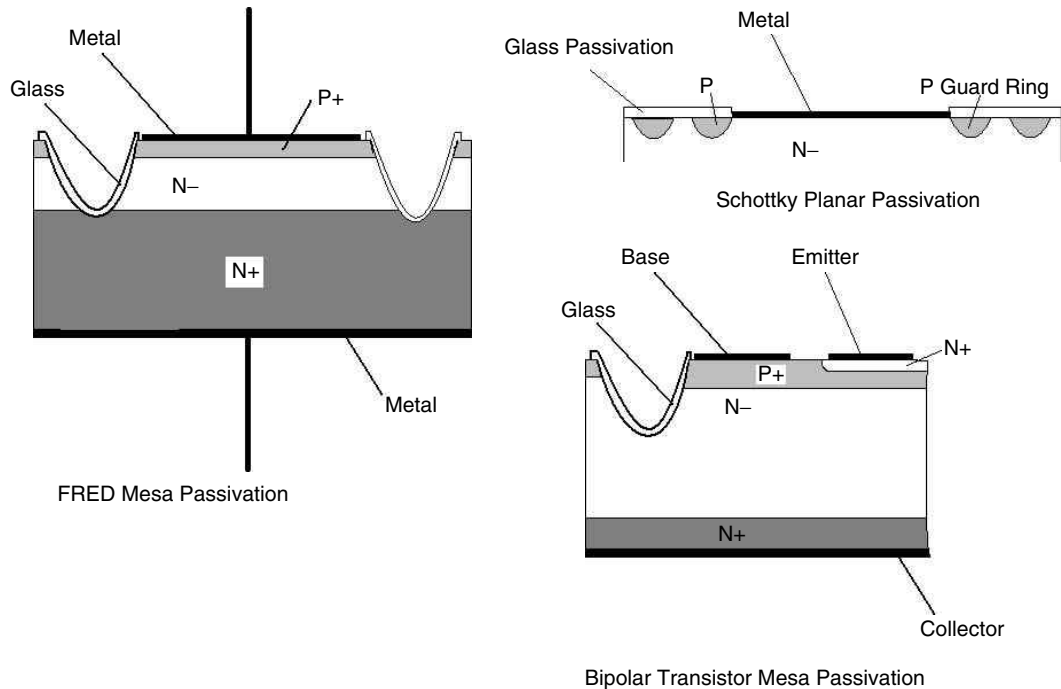 Metal
Glass
P+
N–
N+
Metal
FRED Mesa Passivation
Metal
Glass Passivation
P
P Guard Ring
N–
Schottky Planar Passivation
Base
Emitter
Glass
N+
P+
N–
N+
Collector
Bipolar Transistor Mesa Passivation